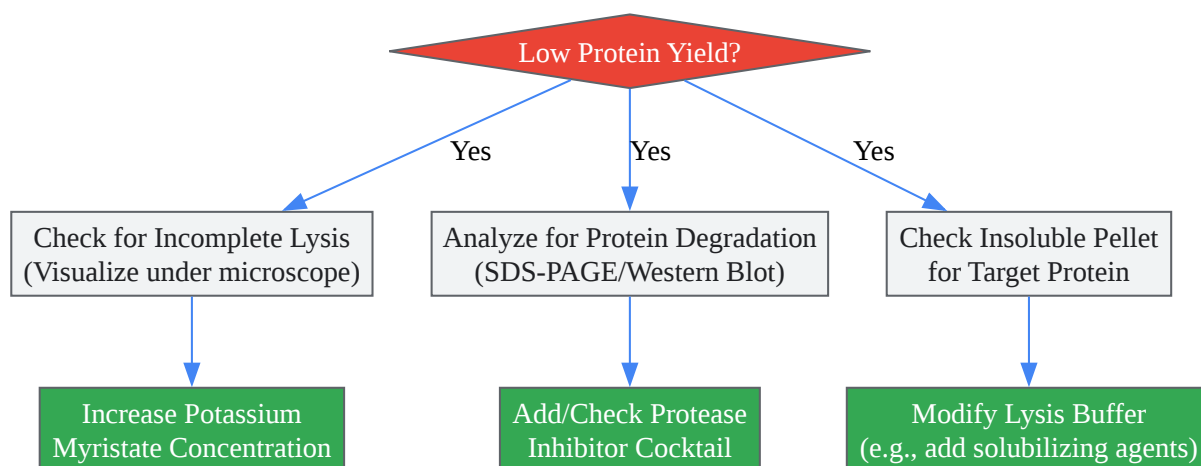 Low Protein Yield?
Yes
Yes
Yes
Check for Incomplete Lysis
(Visualize under microscope)
Analyze for Protein Degradation
(SDS-PAGE/Western Blot)
Check Insoluble Pellet
for Target Protein
Increase Potassium
Myristate Concentration
Add/Check Protease
Inhibitor Cocktail
Modify Lysis Buffer
(e.g., add solubilizing agents)